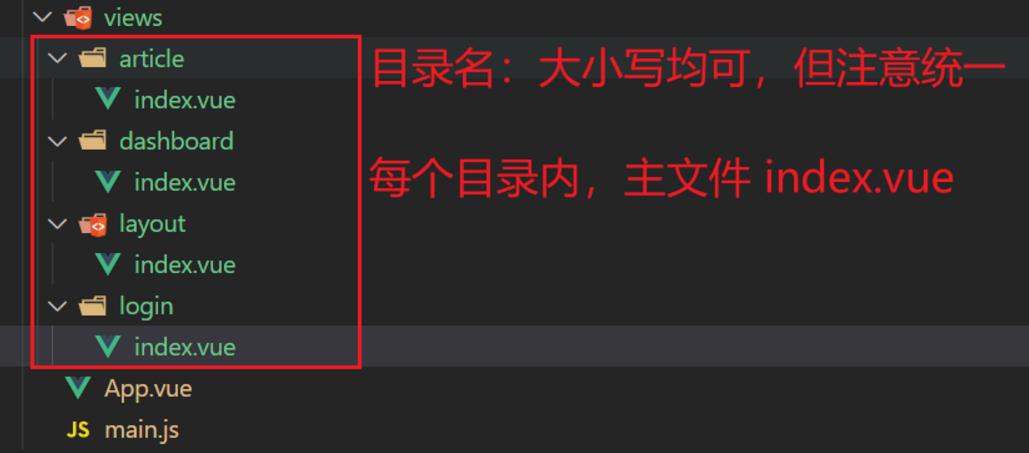 views
article
目录名：大小写均可，但注意统一
index.vue
dashboard
每个目录内，主文件 index.vue
index.vue
layout
index.vue
login
index.vue
App.vue
JS main.js